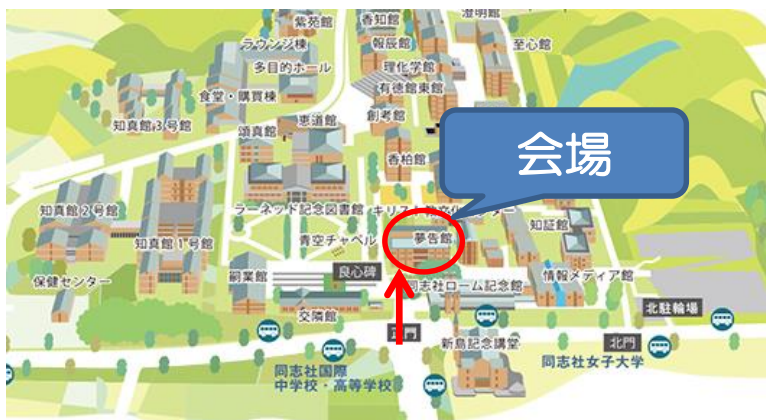 紫苑館
香知館
澄明館
ラウンジ棟
報辰館
至心館
多目的ホール
理化学館
有徳館東館
食堂・購買棟
知真館3号館
恵道館
創考館
頌真館
香柏館
会場
知真館2号館
ラーネッド記念図書館
知証館
知真館1号館
青空チャペル
夢告館
保健センター
嗣業館
良心碑
同志社ローム記念館
情報メディア館
北駐輪場
交隣館
正門
新島記念講堂
北門
同志社国際
中学校・高等学校
同志社女子大学